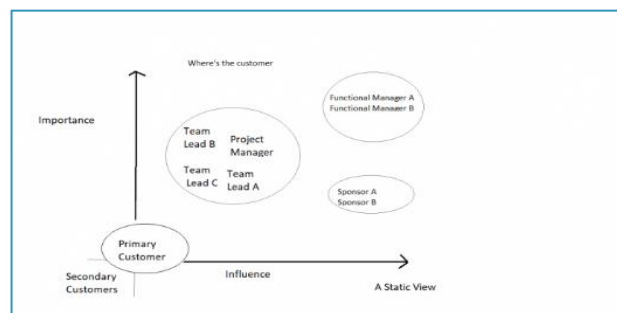 Where's the customer
Functional Manager A
Functional Manager B
Importance
Team
Lead B
Project
Manager
Team
Lead C
Team
Lead A
Sponsor A
Sponsor B
Primary
Customer
Secondary
Customers
Influence
A Static View